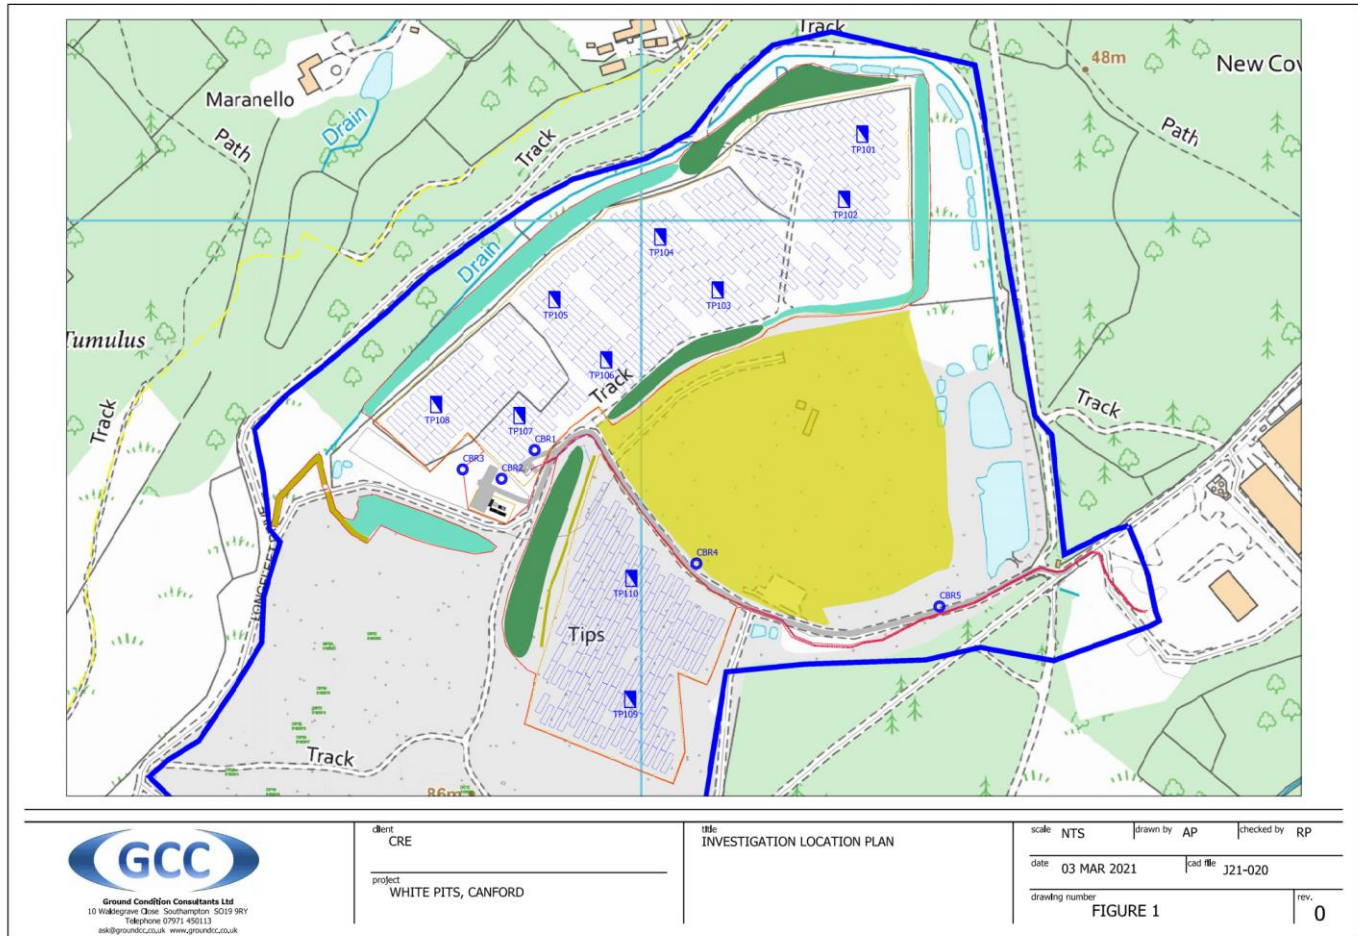 Track
48m
New Cov
Maranello
Drain
Path
Track
Path
TP101
TP102
TP104
Drain
TP103
TP105
Tumulus
TP106
Track
Track
Track
TP108
TP107
CBR1
CBR3
CBR2
CBR4
TP110
CBR5
Tips
TP109
Track
86m
GCC
Ground Condition Consultants Ltd
10 Waldegrave Close Southampton SO19 9RY
Telephone 07971 450113
ask@groundcc.co.uk www.groundcc.co.uk
client
CRE
project
WHITE PITS, CANFORD
title
INVESTIGATION LOCATION PLAN
scale NTS
drawn by AP
checked by RP
date 03 MAR 2021
cad file J21-020
drawing number
FIGURE 1
rev.
0